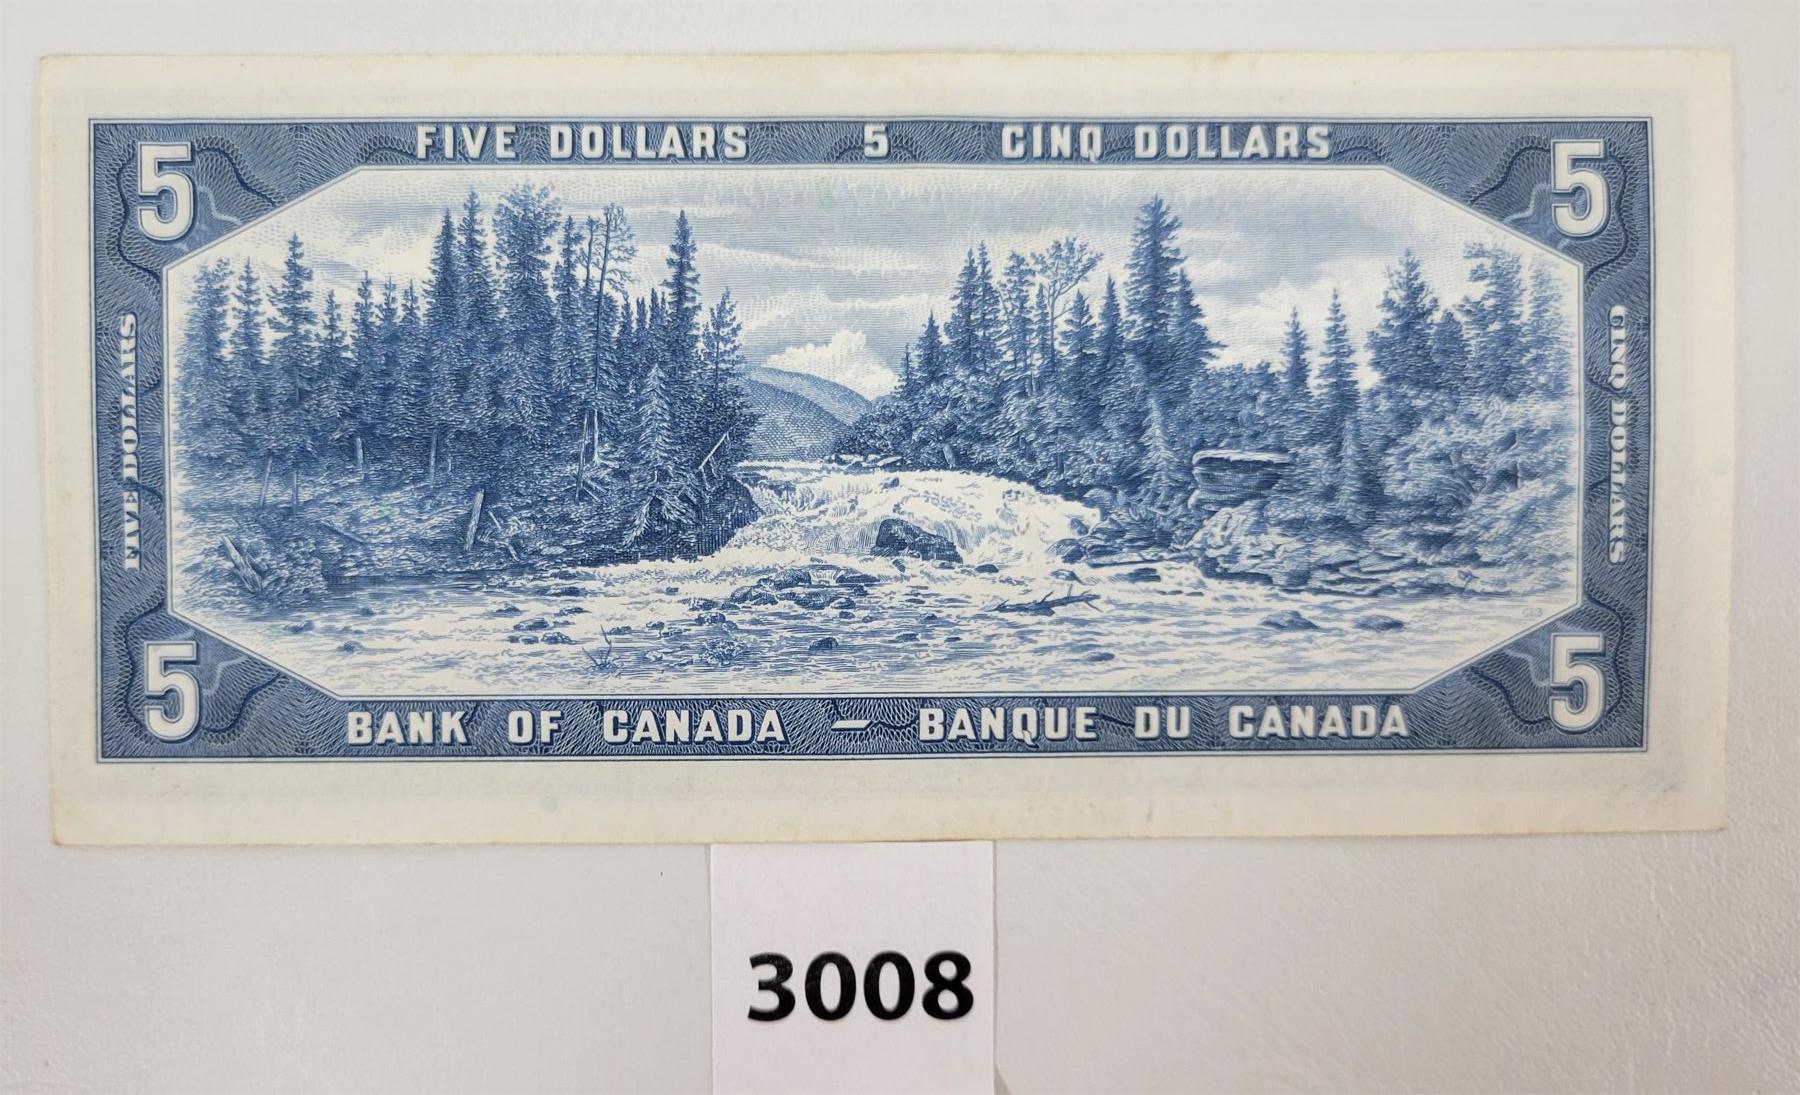 FIVE DOLLARS 5 CINQ DOLLARS
5 5
FIVE DOLLARS
CINQ DOLLARS
5 5
BANK OF CANADA — BANQUE DU CANADA
3008